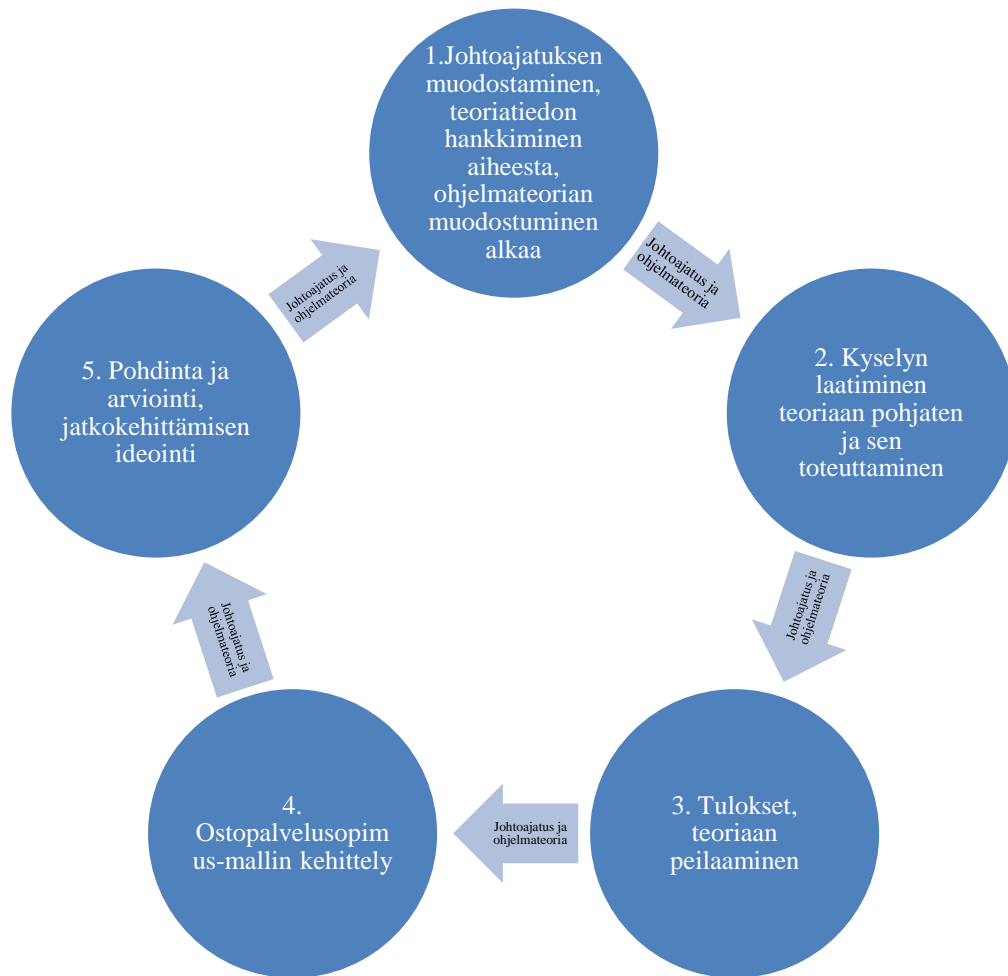 1.Johtoajatuksen
muodostaminen,
teoriatiedon
hankkiminen
aiheesta,
ohjelmateorian
muodostuminen
alkaa
Johtoajatus ja
ohjelmateoria
2. Kyselyn
laatiminen
teoriaan pohjaten
ja sen
toteuttaminen
Johtoajatus ja
ohjelmateoria
3. Tulokset,
teoriaan
peilaaminen
Johtoajatus ja
ohjelmateoria
4.
Ostopalvelusopim
us-mallin kehittely
Johtoajatus ja
ohjelmateoria
5. Pohdinta ja
arviointi,
jatkokehittämisen
ideointi
Johtoajatus ja
ohjelmateoria